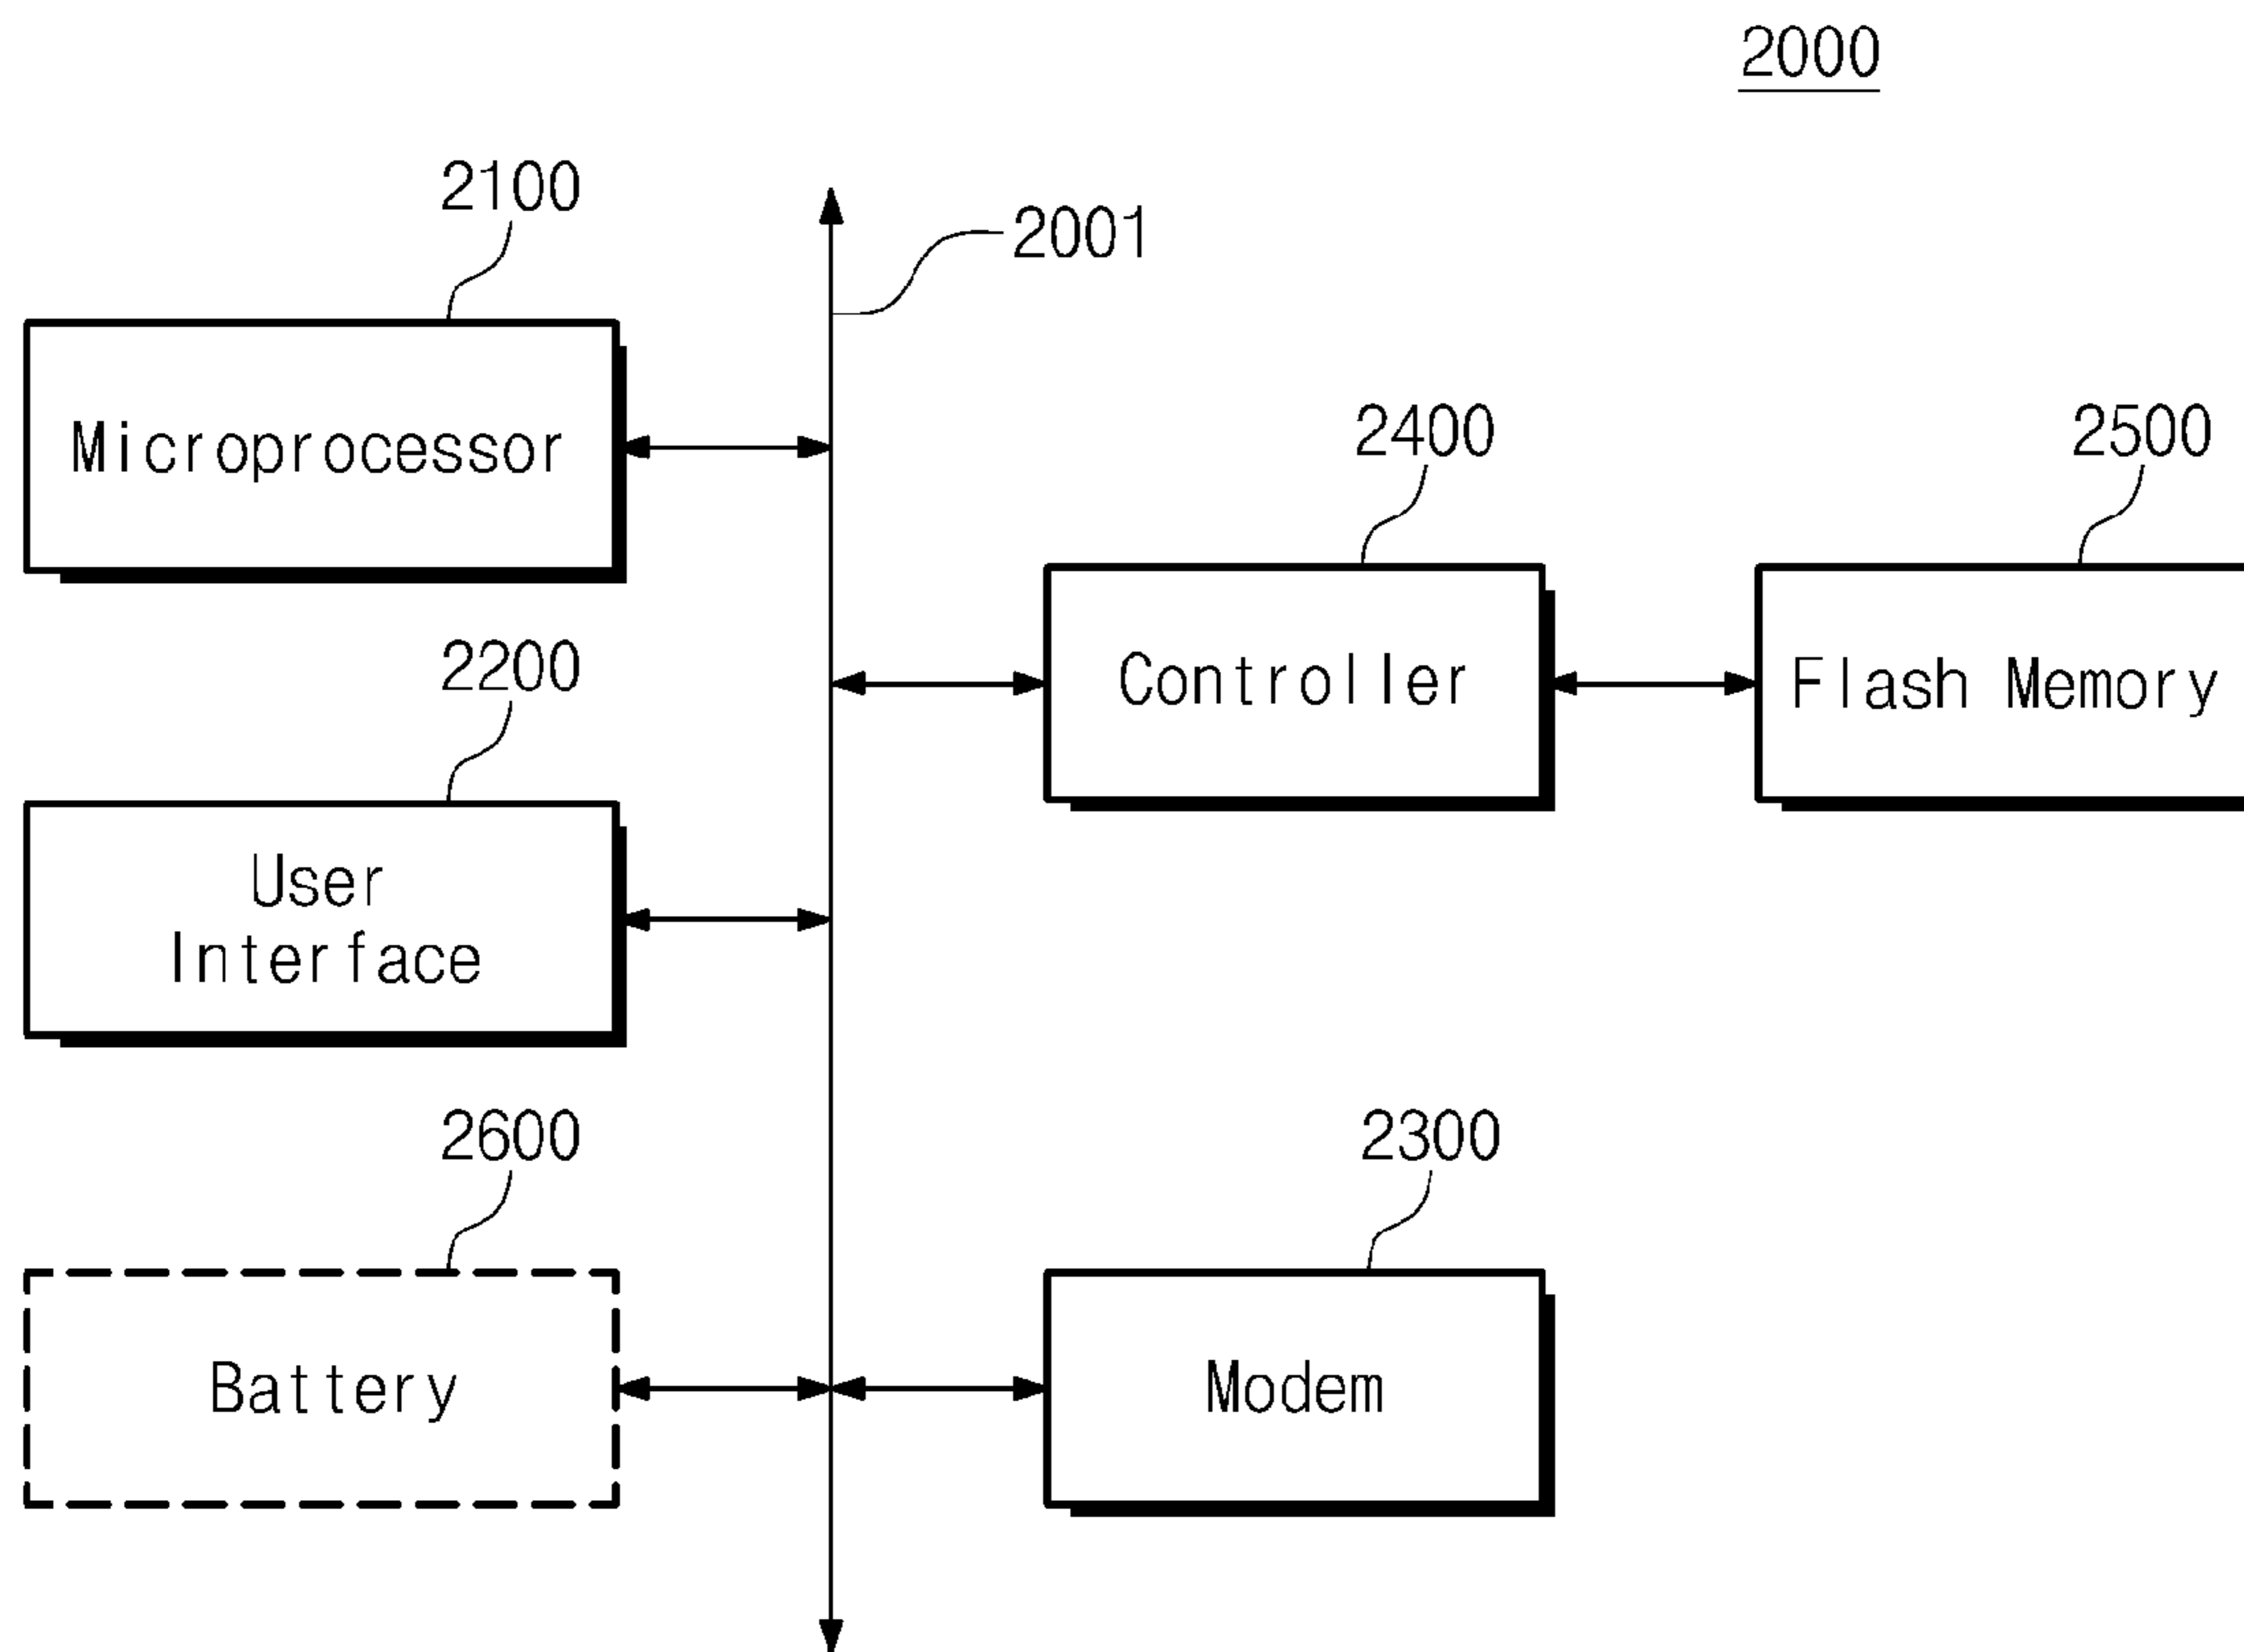 2000
2100
2001
Microprocessor
2400
2500
Controller
Flash Memory
2200
User
Interface
2600
2300
Battery
Modem